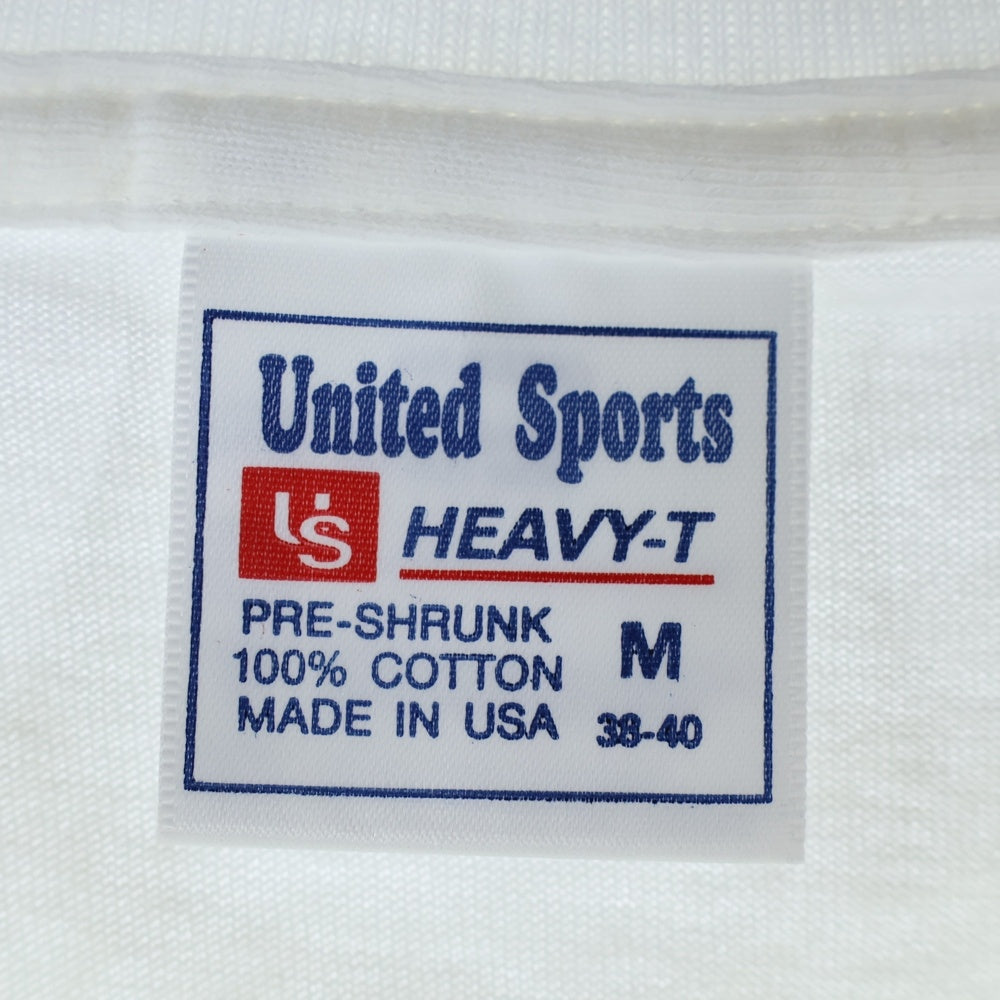 United Sports
US HEAVY-T
PRE-SHRUNK
100% COTTON
MADE IN USA
M
38-40